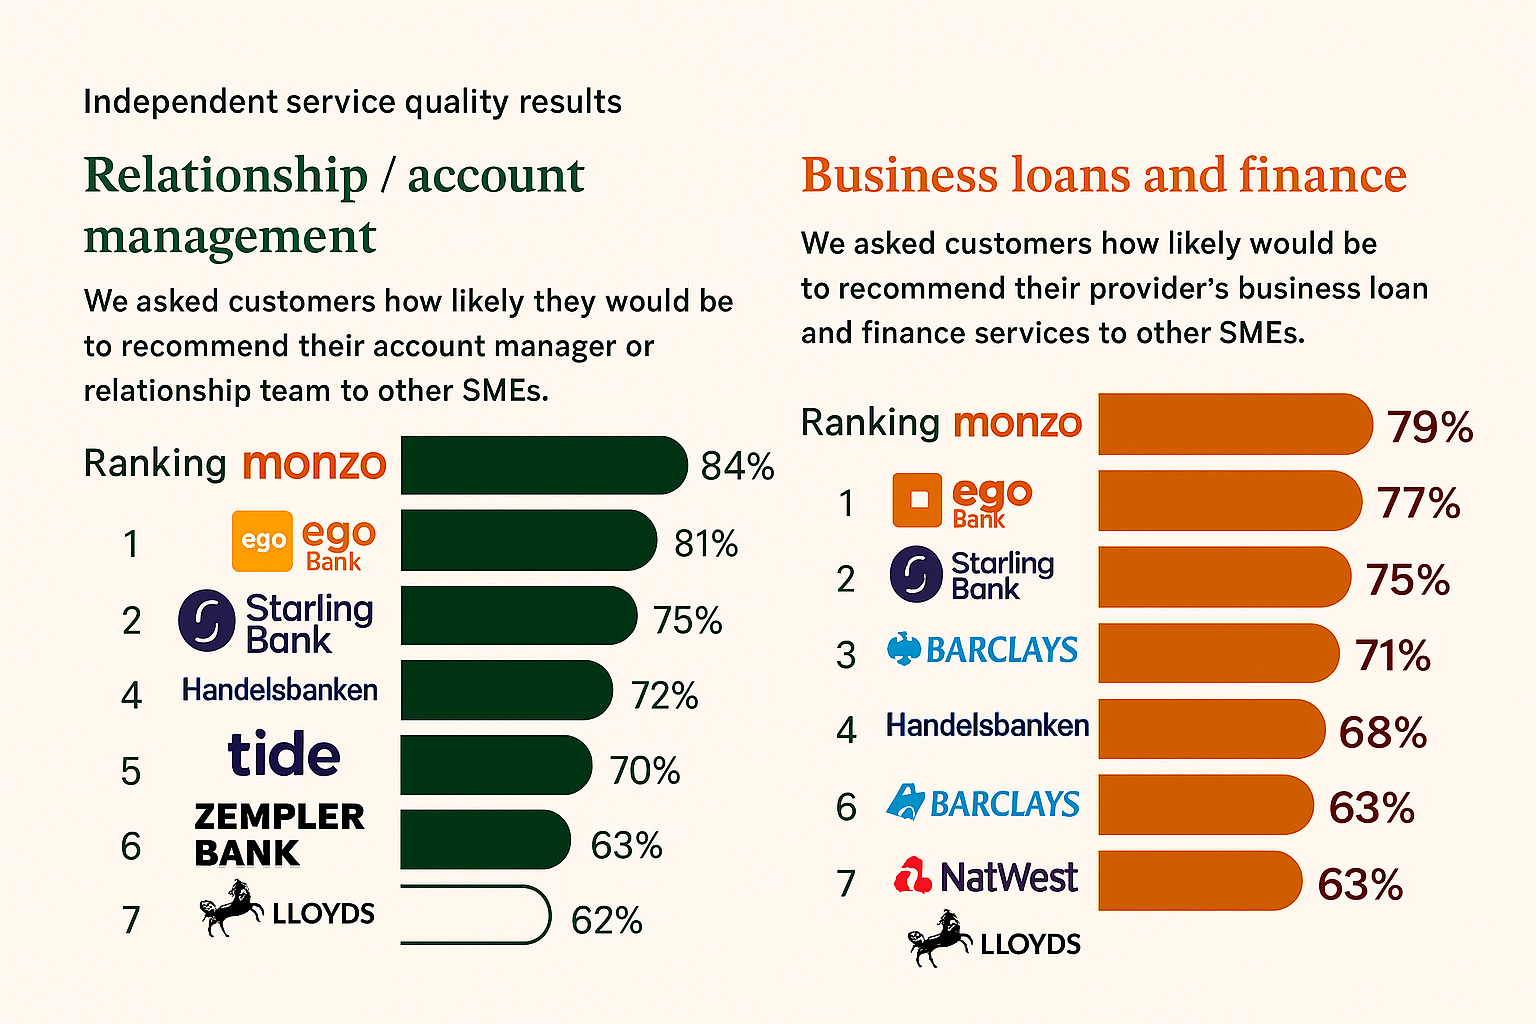 Independent service quality results
Relationship / account
management
We asked customers how likely they would be
to recommend their account manager or
relationship team to other SMEs.
Ranking monzo 84%
1 ego ego Bank 81%
2 Starling Bank 75%
4 Handelsbanken 72%
5 tide 70%
6 ZEMPLER BANK 63%
7 LLOYDS 62%
Business loans and finance
We asked customers how likely would be
to recommend their provider's business loan
and finance services to other SMEs.
Ranking monzo 79%
1 ego Bank 77%
2 Starling Bank 75%
3 BARCLAYS 71%
4 Handelsbanken 68%
6 BARCLAYS 63%
7 NatWest 63%
LLOYDS